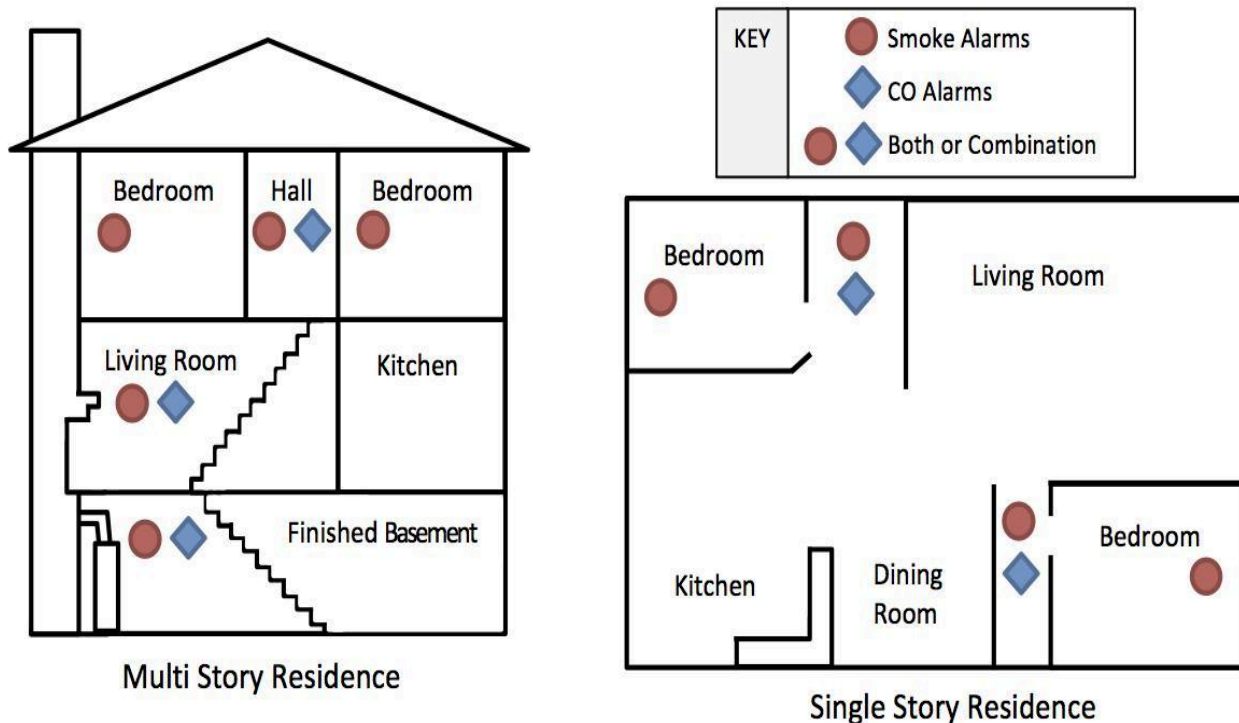 KEY
Smoke Alarms
CO Alarms
Both or Combination
Bedroom
Hall
Bedroom
Living Room
Kitchen
Finished Basement
Multi Story Residence
Bedroom
Living Room
Kitchen
Dining
Room
Bedroom
Single Story Residence